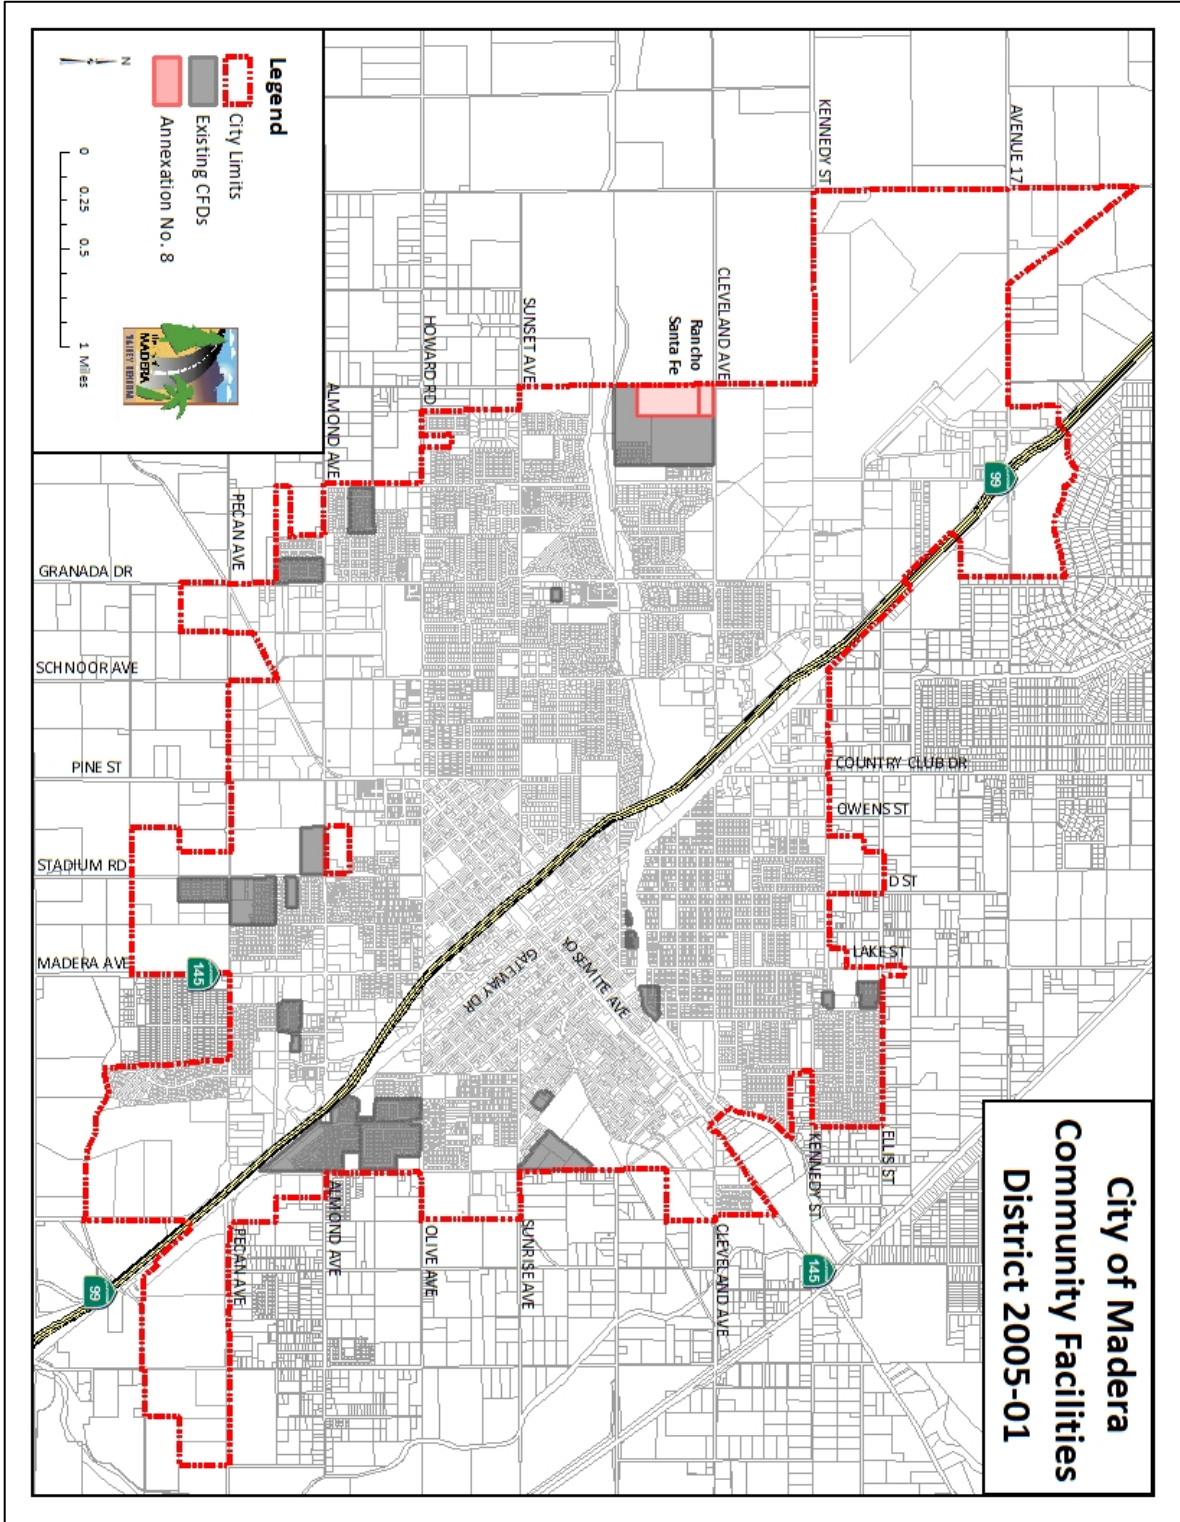 City of Madera
Community Facilities
District 2005-01
Legend
City Limits
Existing CFDs
Annexation No. 8
N
0 0.25 0.5 1 Miles
MADERA
AVENUE 17
KENNEDY ST
CLEVELAND AVE
Rancho
Santa Fe
SUNSET AVE
HOWARD RD
ALMOND AVE
PECAN AVE
GRANADA DR
SCHNOOR AVE
PINE ST
STADIUM RD
MADERA AVE
145
99
COUNTRY CLUB DR
OWENS ST
D ST
LAKE ST
YOSEMITE AVE
GATEWAY DR
ELLIS ST
KENNEDY ST
145
CLEVELAND AVE
SUNRISE AVE
OLIVE AVE
ALMOND AVE
PECAN AVE
99